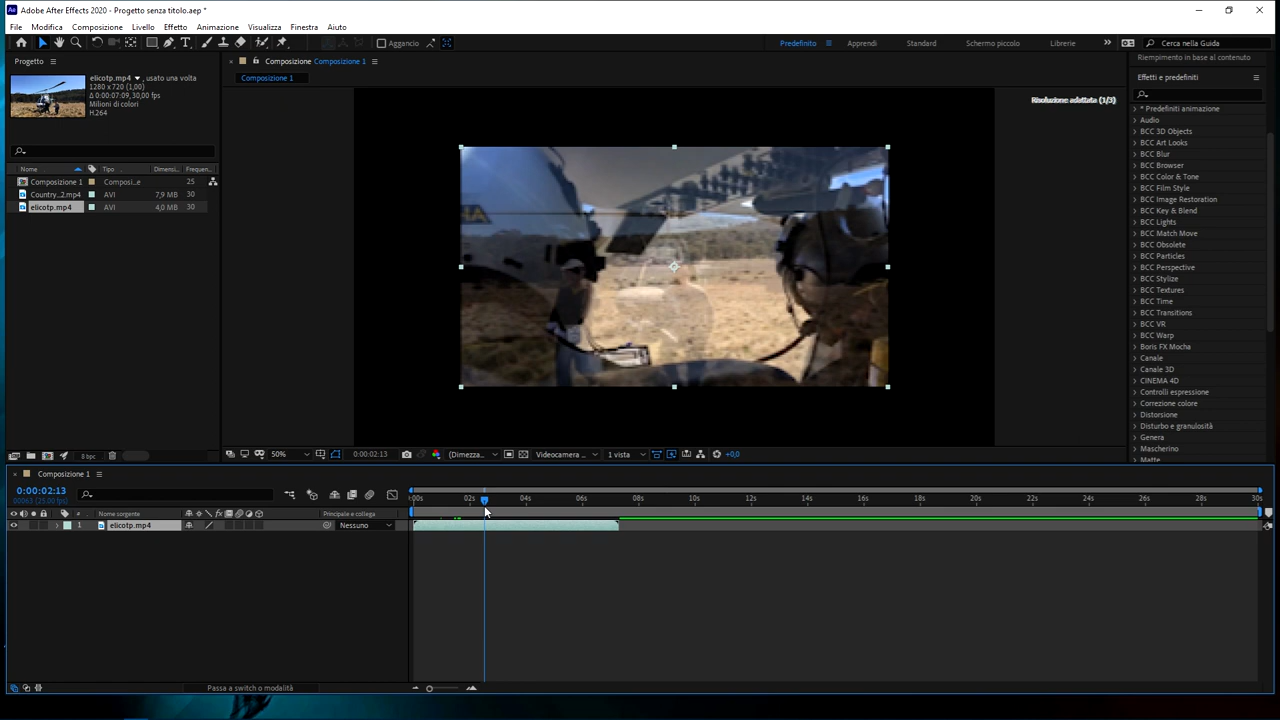 Adobe After Effects 2020 - Progetto senza titolo.aep *
File Modifica Composizione Livello Effetto Animazione Visualizza Finestra Aiuto
Aggancio
Predefinito Apprendi Standard Schermo piccolo Librerie Cerca nella Guida
Progetto
elicotp.mp4 , usato una volta
1280 x 720 (1,00)
Δ 0:00:07:09, 30,00 fps
Milioni di colori
H.264
Nome Tipo Dimensi... Frequen...
Composizione 1 Composi...e 25
Country...2.mp4 AVI 7,9 MB 30
elicotp.mp4 AVI 4,0 MB 30
8 bpc
Composizione Composizione 1
Composizione 1
Risoluzione adattata (1/3)
50% 0:00:02:13 (Dimezza... Videocamera ... 1 vista +0,0
Riempimento in base al contenuto
Effetti e predefiniti
* Predefiniti animazione
Audio
BCC 3D Objects
BCC Art Looks
BCC Blur
BCC Browser
BCC Color & Tone
BCC Film Style
BCC Image Restoration
BCC Key & Blend
BCC Lights
BCC Match Move
BCC Obsolete
BCC Particles
BCC Perspective
BCC Stylize
BCC Textures
BCC Time
BCC Transitions
BCC VR
BCC Warp
Boris FX Mocha
Canale
Canale 3D
CINEMA 4D
Controlli espressione
Correzione colore
Distorsione
Disturbo e granulosità
Genera
Mascherino
Matte
Composizione 1
0:00:02:13
00063 (25.00 fps)
:00s 02s 04s 06s 08s 10s 12s 14s 16s 18s 20s 22s 24s 26s 28s 30s
# Nome sorgente Principale e collega
1 elicotp.mp4 Nessuno
Passa a switch o modalità